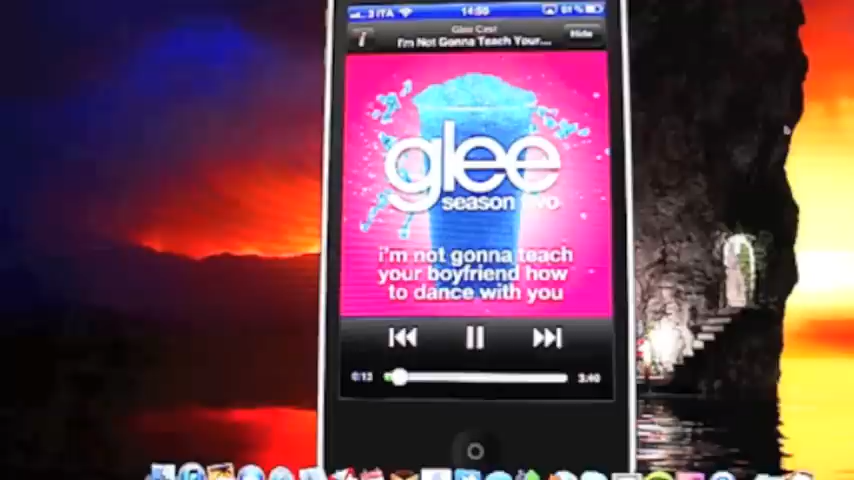 3 ITA 14:50 61 %
Glee Cast
I'm Not Gonna Teach Your...
Hide
glee
season two
i'm not gonna teach
your boyfriend how
to dance with you
0:13 3:40